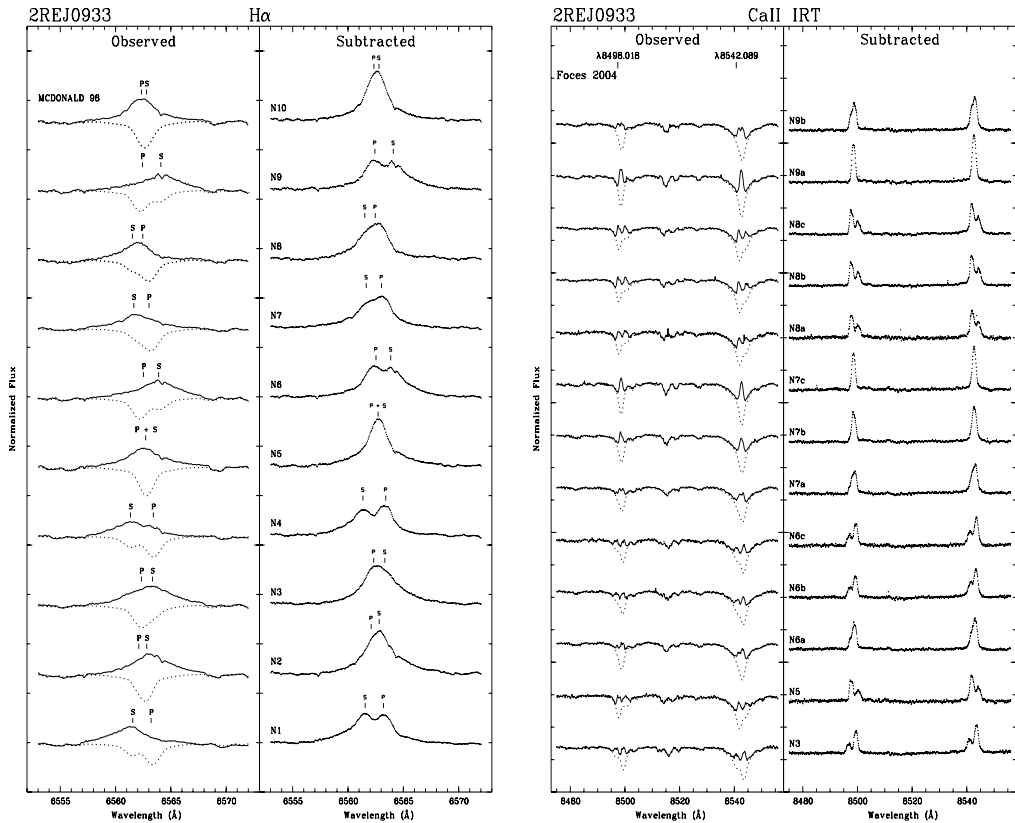 2REJ0933 Hα
Observed Subtracted
MCDONALD 96
P S P S
N10
P S P S
N9
S P S P
N8
S P S P
N7
P S P S
N6
P + S P + S
N5
S P S P
N4
P S P S
N3
P S P S
N2
S P S P
N1
Normalized Flux
6555 6560 6565 6570 6555 6560 6565 6570
Wavelength (Å) Wavelength (Å)
2REJ0933 CaII IRT
Observed Subtracted
λ8498.018 λ8542.089
Foces 2004
N9b
N9a
N8c
N8b
N8a
N7c
N7b
N7a
N6c
N6b
N6a
N5
N3
Normalized Flux
8480 8500 8520 8540 8480 8500 8520 8540
Wavelength (Å) Wavelength (Å)